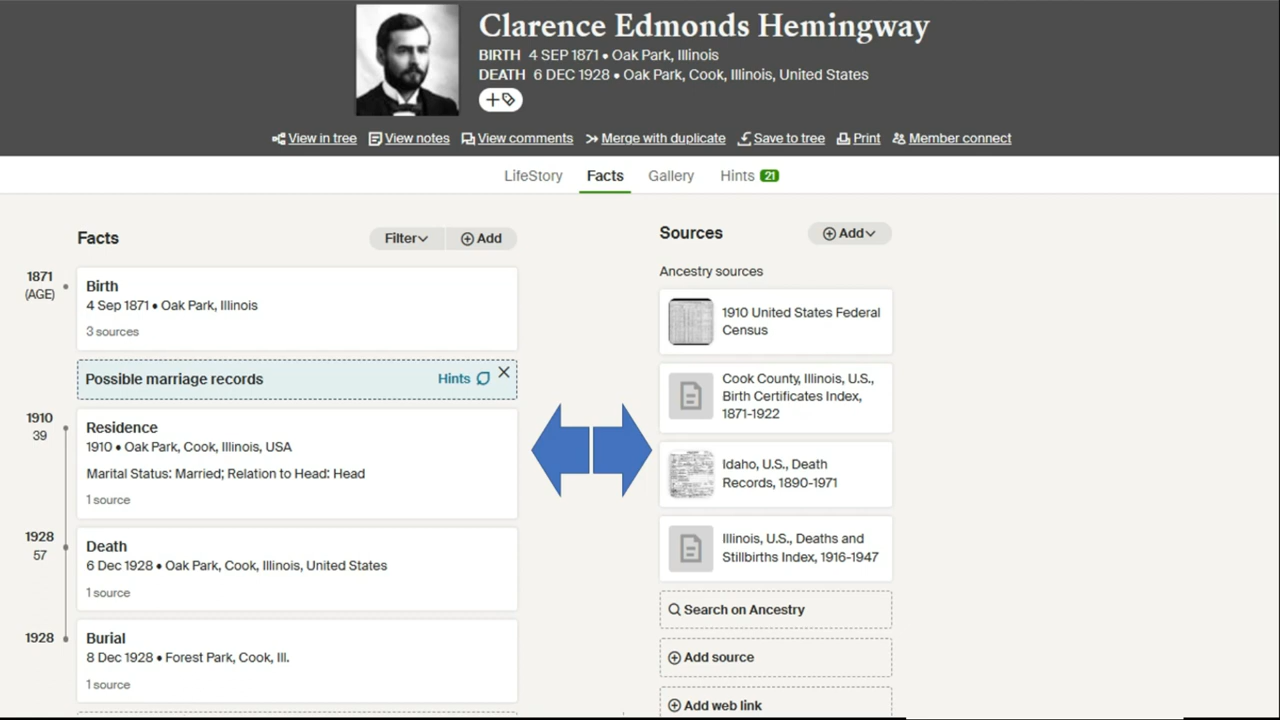 Clarence Edmonds Hemingway
BIRTH 4 SEP 1871 • Oak Park, Illinois
DEATH 6 DEC 1928 • Oak Park, Cook, Illinois, United States
View in tree View notes View comments Merge with duplicate Save to tree Print Member connect
LifeStory Facts Gallery Hints 21
Facts
Filter Add
1871
(AGE)
Birth
4 Sep 1871 • Oak Park, Illinois
3 sources
Possible marriage records Hints
1910
39
Residence
1910 • Oak Park, Cook, Illinois, USA
Marital Status: Married; Relation to Head: Head
1 source
1928
57
Death
6 Dec 1928 • Oak Park, Cook, Illinois, United States
1 source
1928
Burial
8 Dec 1928 • Forest Park, Cook, Ill.
1 source
Sources
Add
Ancestry sources
1910 United States Federal
Census
Cook County, Illinois, U.S.,
Birth Certificates Index,
1871-1922
Idaho, U.S., Death
Records, 1890-1971
Illinois, U.S., Deaths and
Stillbirths Index, 1916-1947
Search on Ancestry
Add source
Add web link